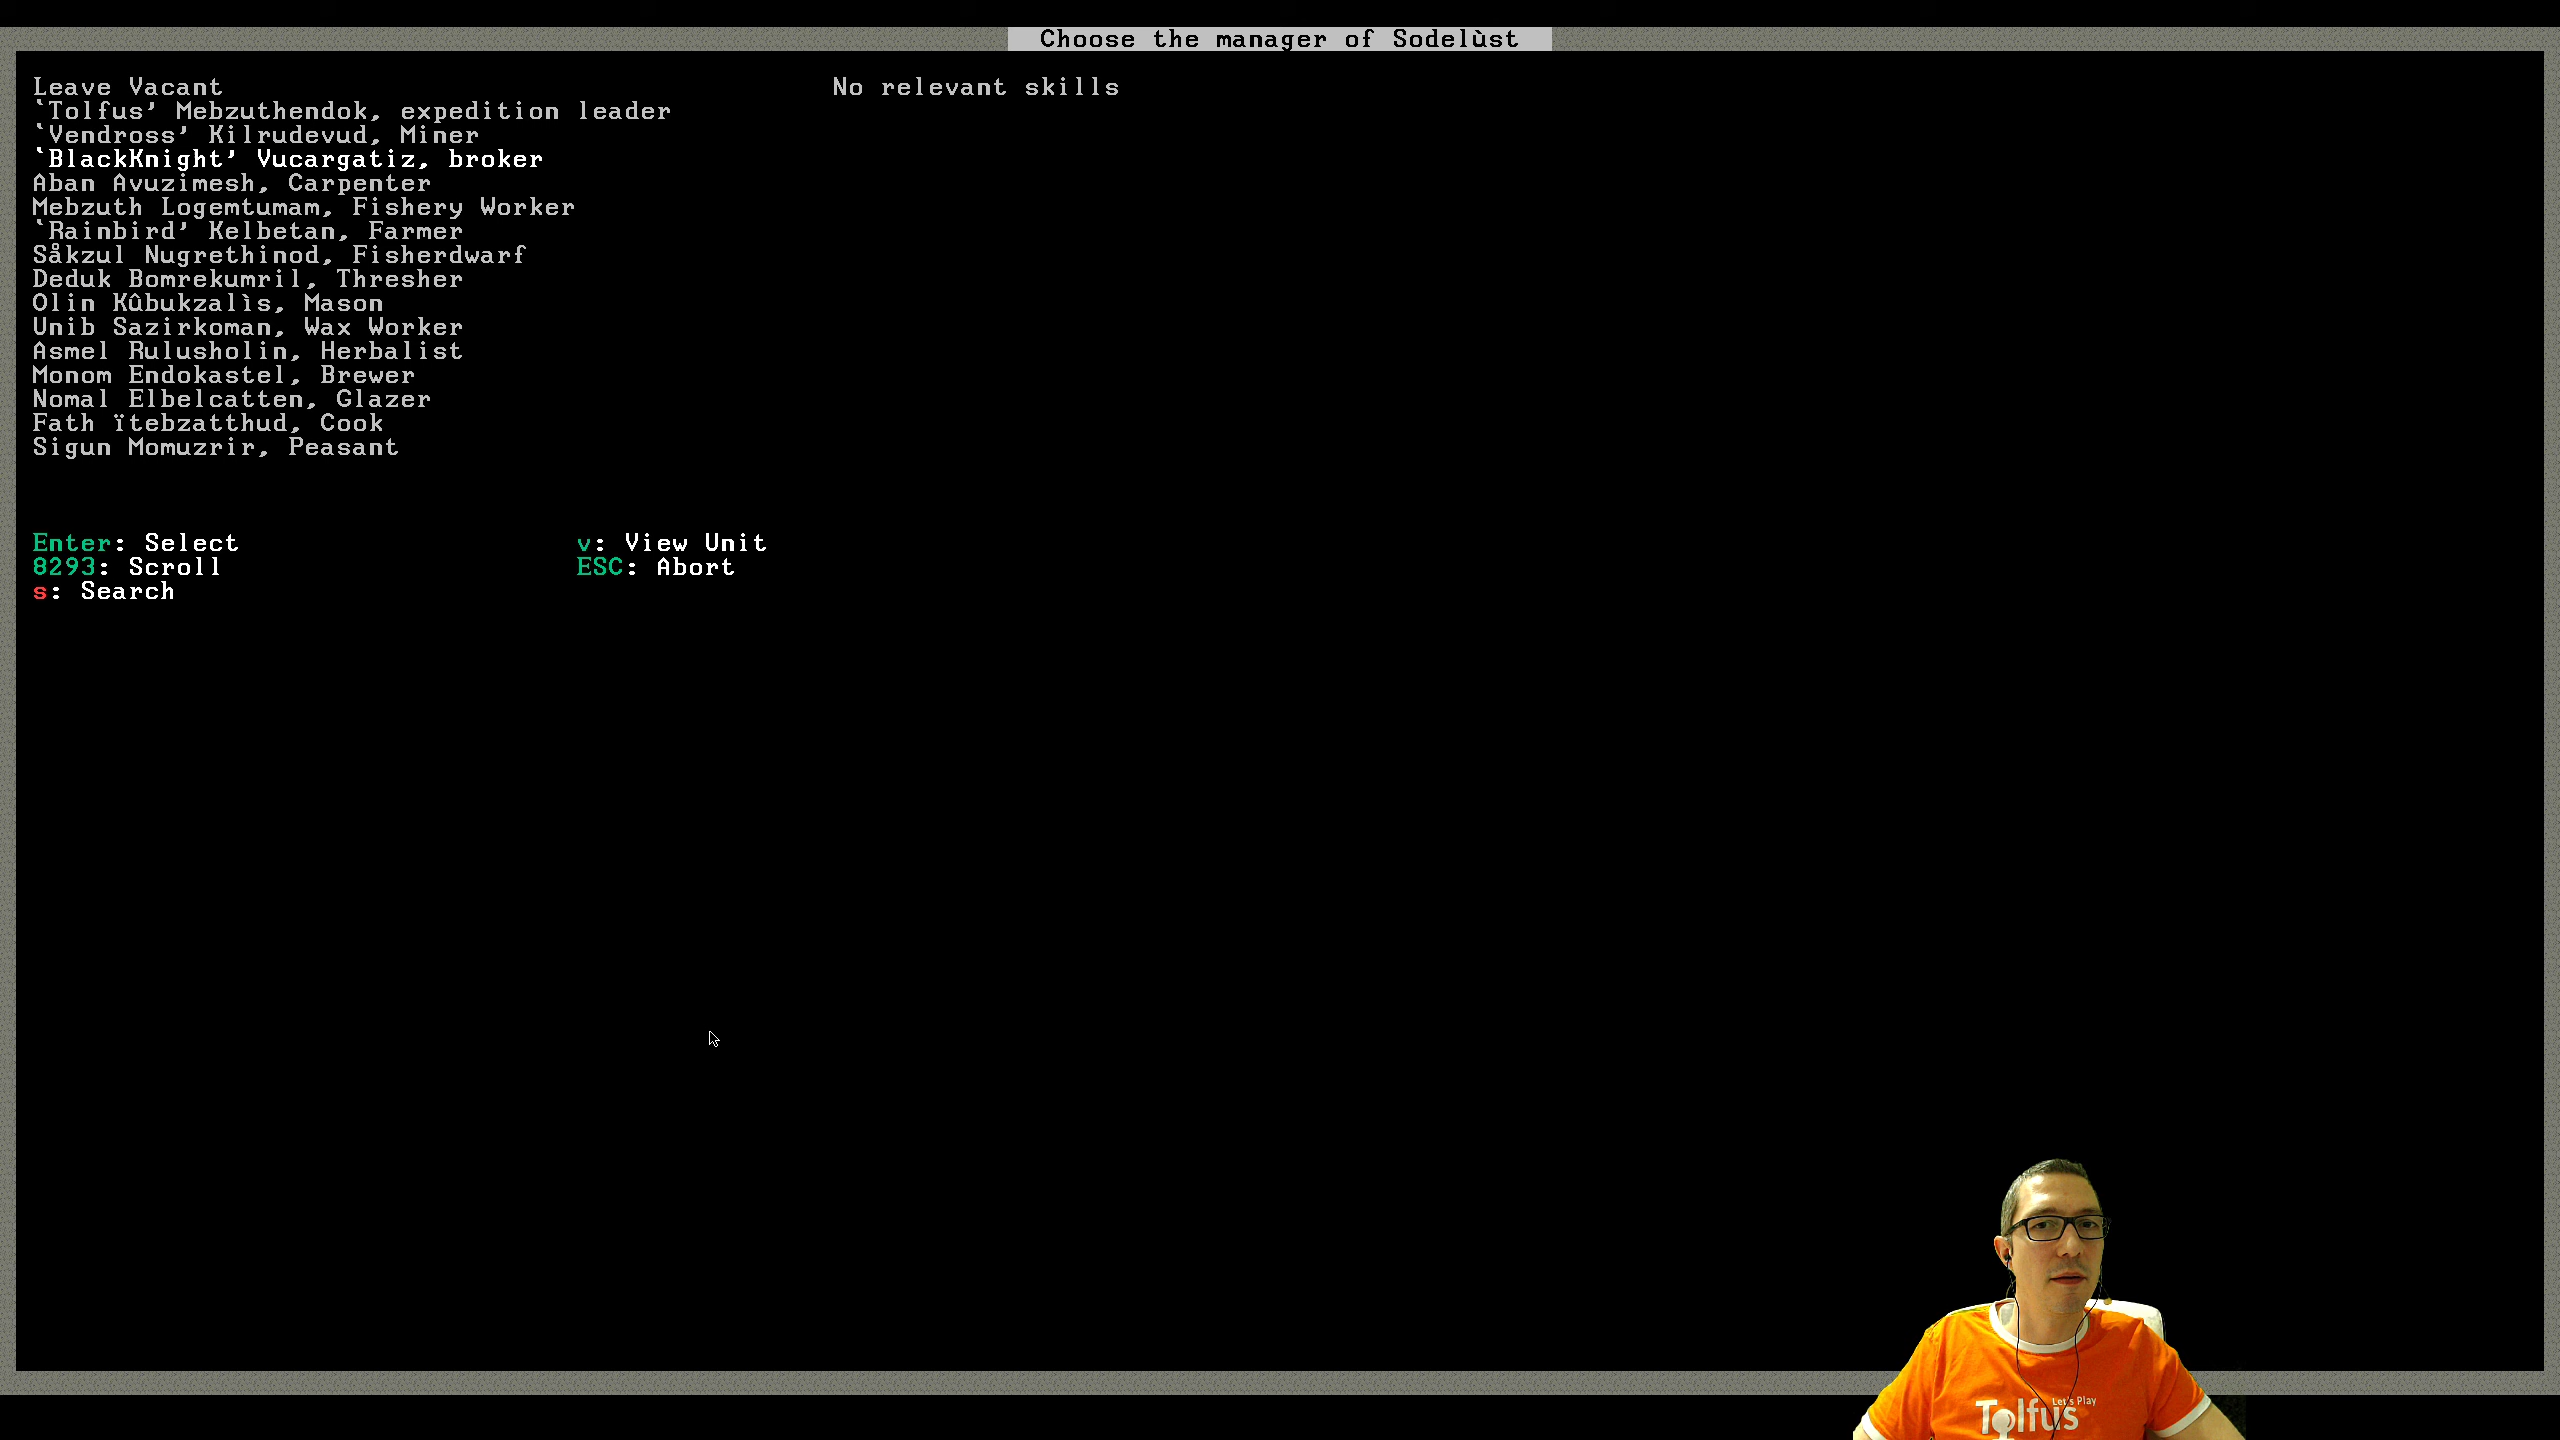 Choose the manager of Sodelùst
Leave Vacant No relevant skills
`Tolfus' Mebzuthendok, expedition leader
`Vendross' Kilrudevud, Miner
`BlackKnight' Vucargatiz, broker
Aban Avuzimesh, Carpenter
Mebzuth Logemtumam, Fishery Worker
`Rainbird' Kelbetan, Farmer
Såkzul Nugrethinod, Fisherdwarf
Deduk Bomrekumril, Thresher
Olin Kûbukzalìs, Mason
Unib Sazirkoman, Wax Worker
Asmel Rulusholin, Herbalist
Monom Endokastel, Brewer
Nomal Elbelcatten, Glazer
Fath ïtebzatthud, Cook
Sigun Momuzrir, Peasant
Enter: Select v: View Unit
8293: Scroll ESC: Abort
s: Search
Let's Play
Tolfus